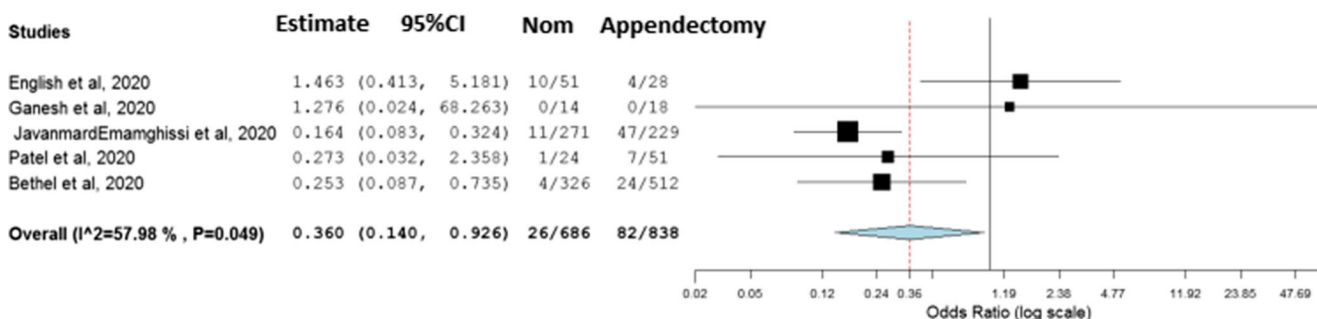 Studies Estimate 95%CI Nom Appendectomy
English et al, 2020 1.463 (0.413, 5.181) 10/51 4/28
Ganesh et al, 2020 1.276 (0.024, 68.263) 0/14 0/18
JavanmardEmamghissi et al, 2020 0.164 (0.083, 0.324) 11/271 47/229
Patel et al, 2020 0.273 (0.032, 2.358) 1/24 7/51
Bethel et al, 2020 0.253 (0.087, 0.735) 4/326 24/512
Overall (I^2=57.98 % , P=0.049) 0.360 (0.140, 0.926) 26/686 82/838
0.02 0.05 0.12 0.24 0.36 1.19 2.38 4.77 11.92 23.85 47.69
Odds Ratio (log scale)